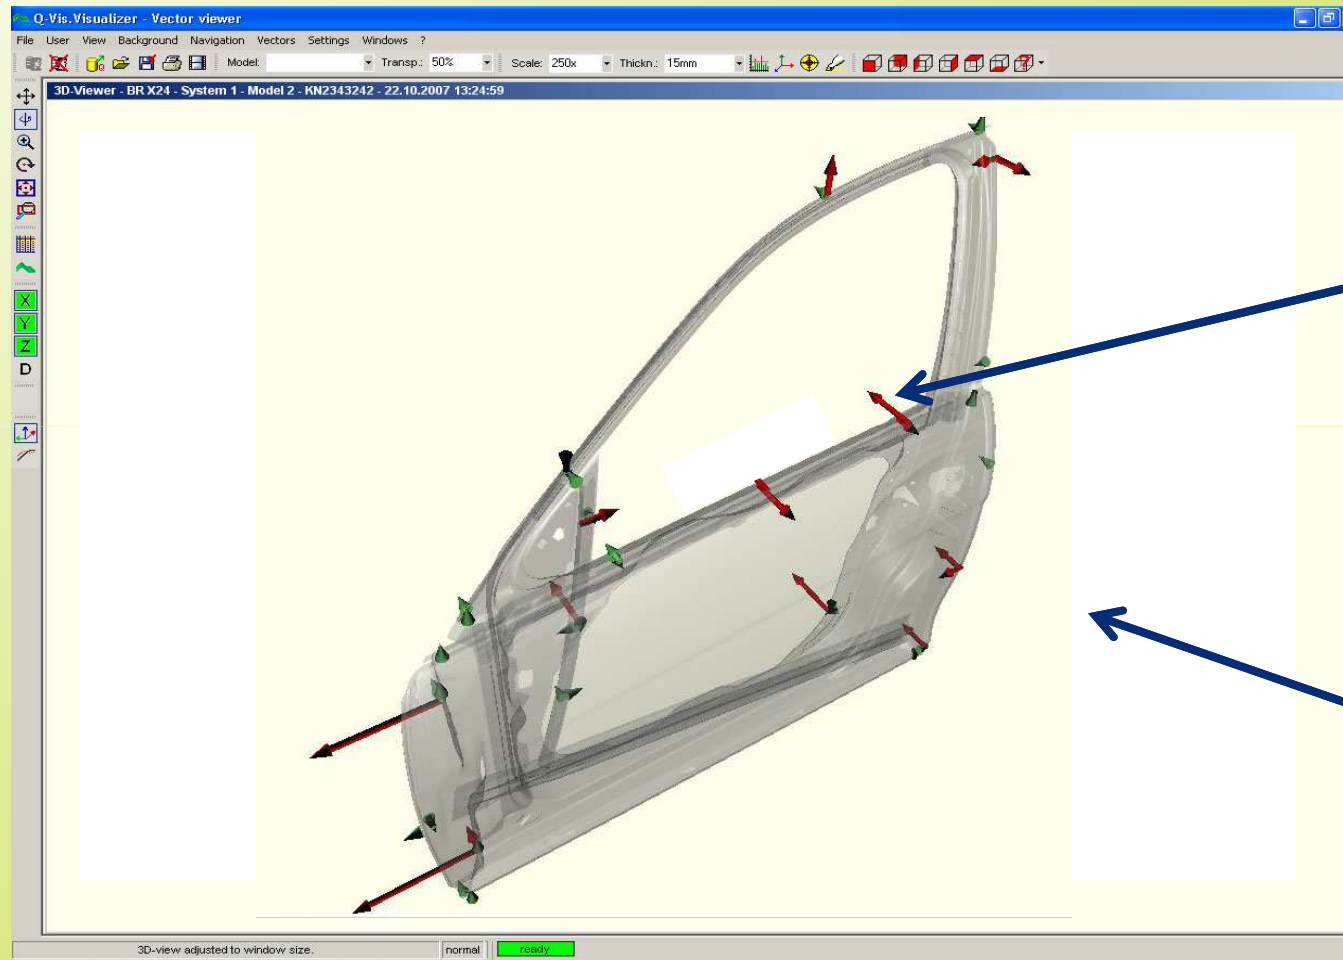 Q-Vis.Visualizer - Vector viewer
File User View Background Navigation Vectors Settings Windows ?
Model: Transp.: 50% Scale: 250x Thickn.: 15mm
3D-Viewer - BR X24 - System 1 - Model 2 - KN2343242 - 22.10.2007 13:24:59
X
Y
Z
D
3D-view adjusted to window size. normal ready